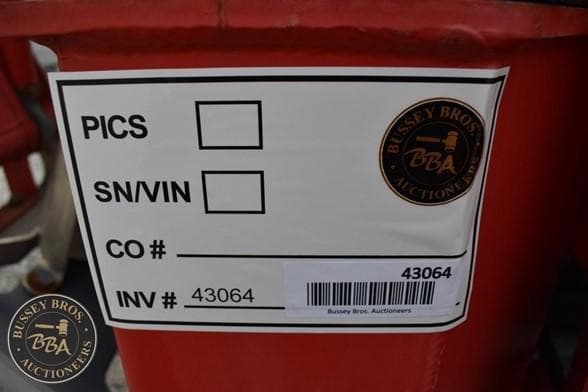 PICS
BUSSEY BROS.
BBA
AUCTIONEERS
SN/VIN
CO #
INV # 43064
43064
Bussey Bros. Auctioneers
BUSSEY BROS.
BBA
AUCTIONEERS